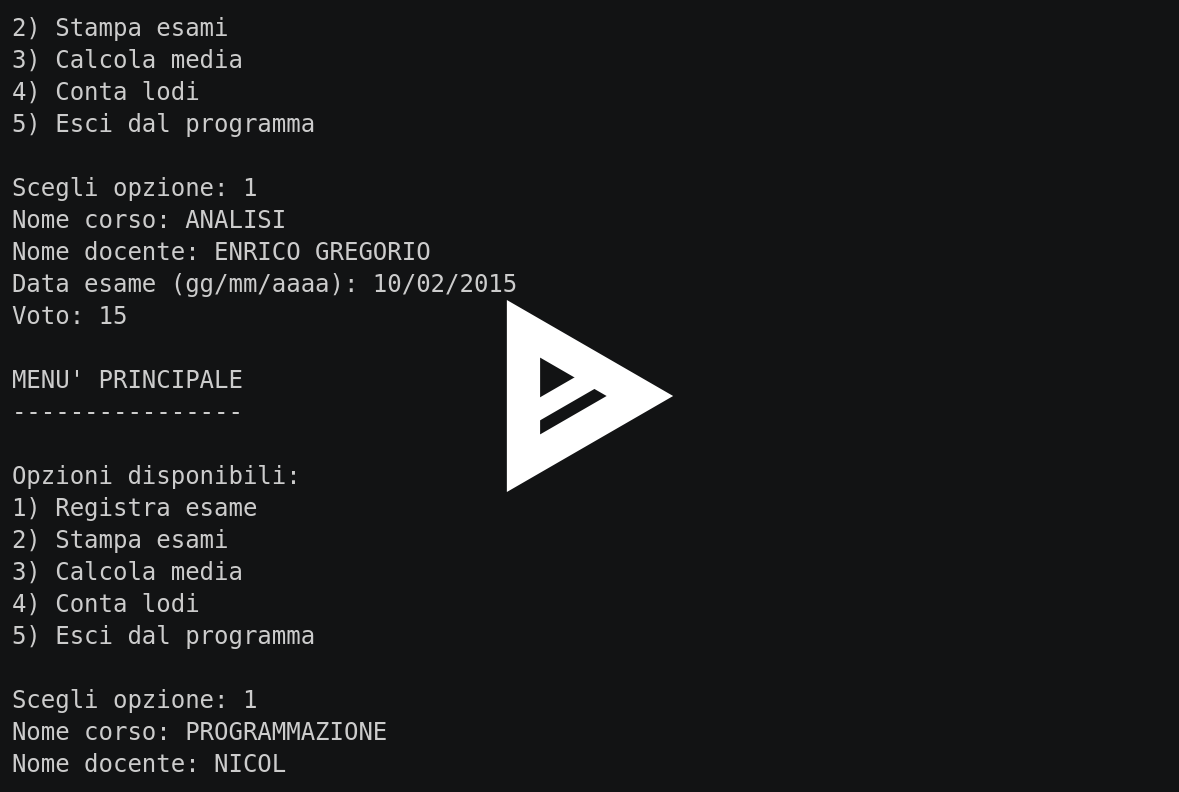 2) Stampa esami
3) Calcola media
4) Conta lodi
5) Esci dal programma
Scegli opzione: 1
Nome corso: ANALISI
Nome docente: ENRICO GREGORIO
Data esame (gg/mm/aaaa): 10/02/2015
Voto: 15
MENU' PRINCIPALE
----------------
Opzioni disponibili:
1) Registra esame
2) Stampa esami
3) Calcola media
4) Conta lodi
5) Esci dal programma
Scegli opzione: 1
Nome corso: PROGRAMMAZIONE
Nome docente: NICOL